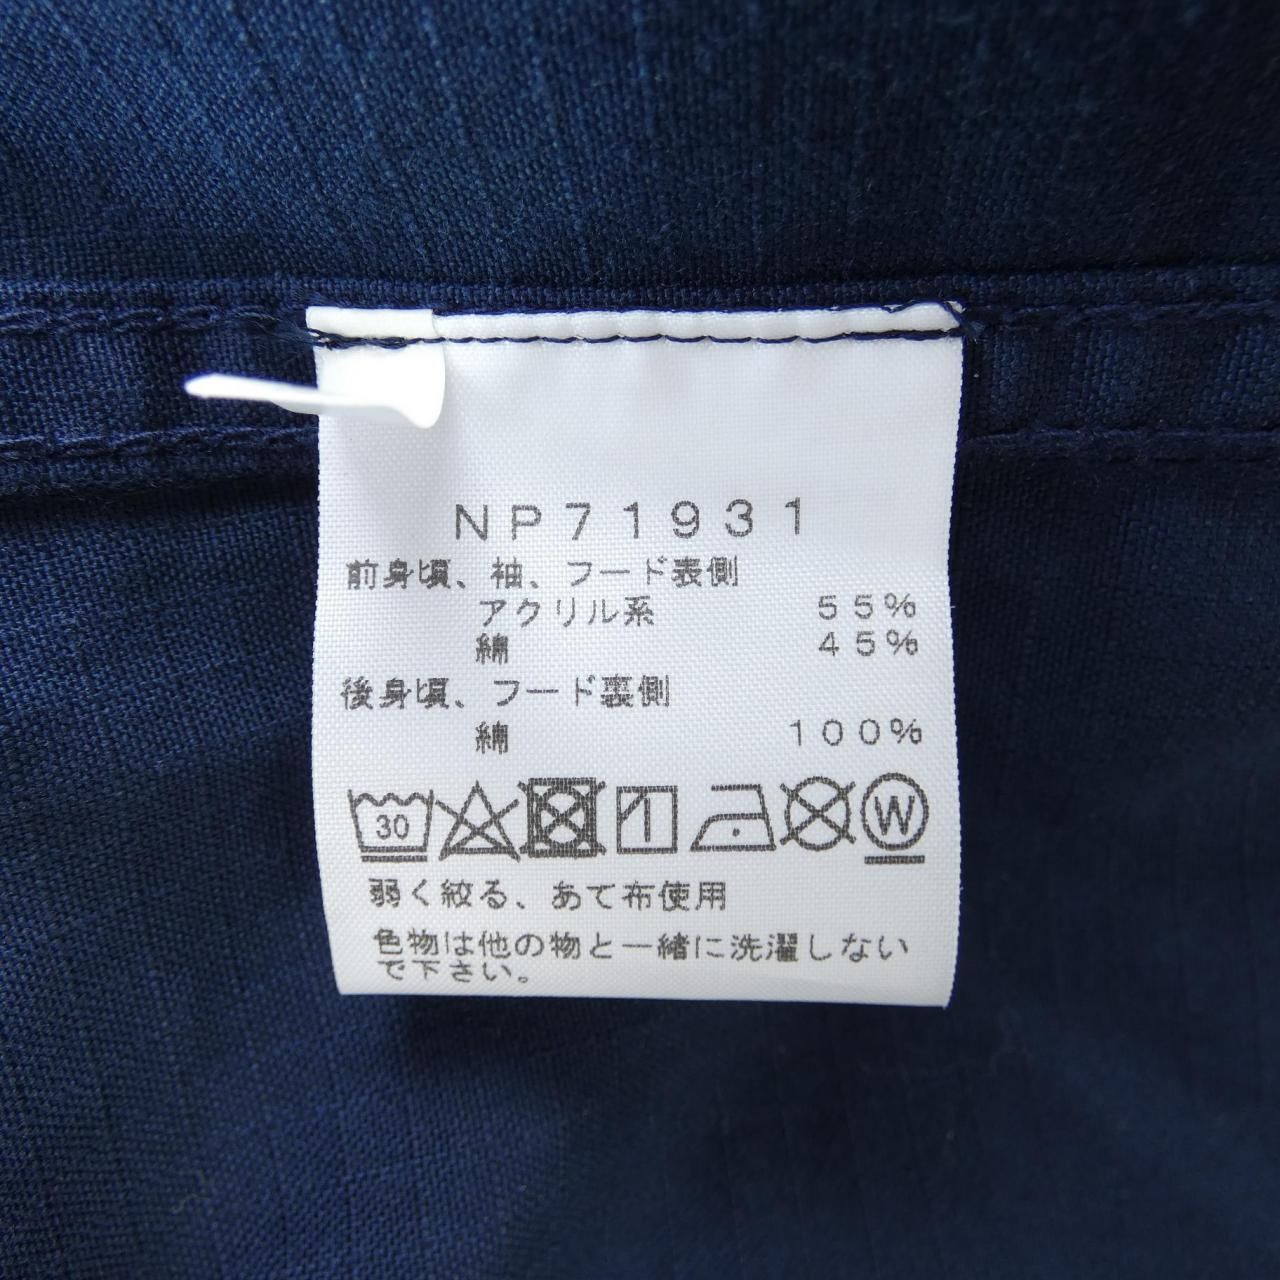 NP71931
前身頃、袖、フード表側
アクリル系 55%
綿 45%
後身頃、フード裏側
綿 100%
30 W
弱く絞る、あて布使用
色物は他の物と一緒に洗濯しない
で下さい。